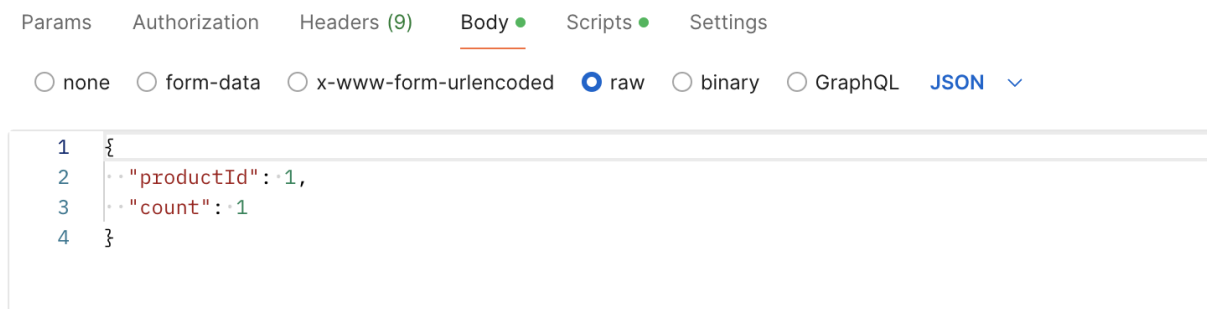 Params Authorization Headers (9) Body Scripts Settings
none form-data x-www-form-urlencoded raw binary GraphQL JSON
1 {
2 "productId": 1,
3 "count": 1
4 }